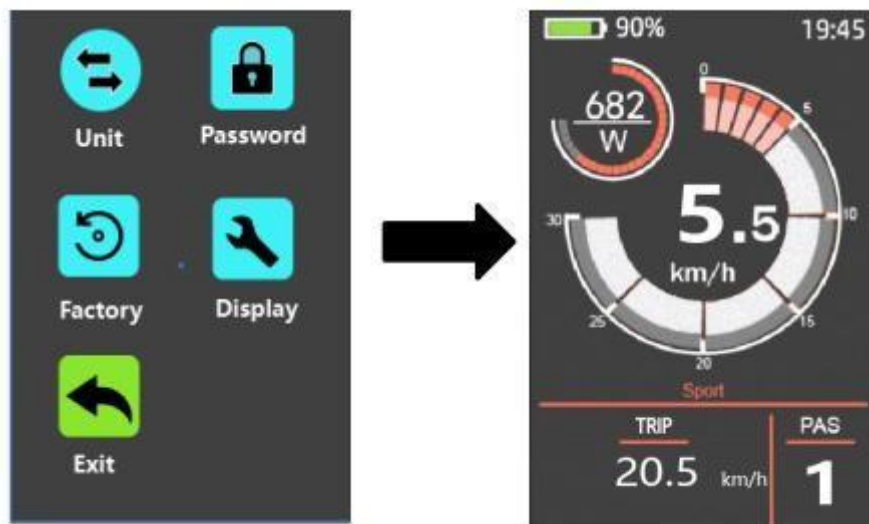 Unit
Password
Factory
Display
Exit
90%
19:45
682
W
0
5
10
15
20
25
30
5.5
km/h
Sport
TRIP
20.5 km/h
PAS
1